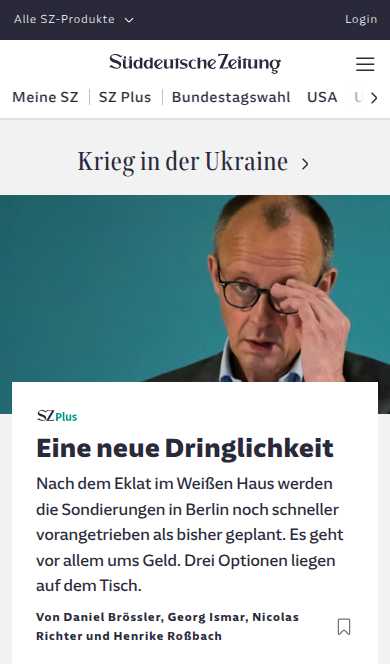 Alle SZ-Produkte
Login
Süddeutsche Zeitung
Meine SZ
SZ Plus
Bundestagswahl
USA
Krieg in der Ukraine
SZ Plus
Eine neue Dringlichkeit
Nach dem Eklat im Weißen Haus werden
die Sondierungen in Berlin noch schneller
vorangetrieben als bisher geplant. Es geht
vor allem ums Geld. Drei Optionen liegen
auf dem Tisch.
Von Daniel Brössler, Georg Ismar, Nicolas
Richter und Henrike Roßbach